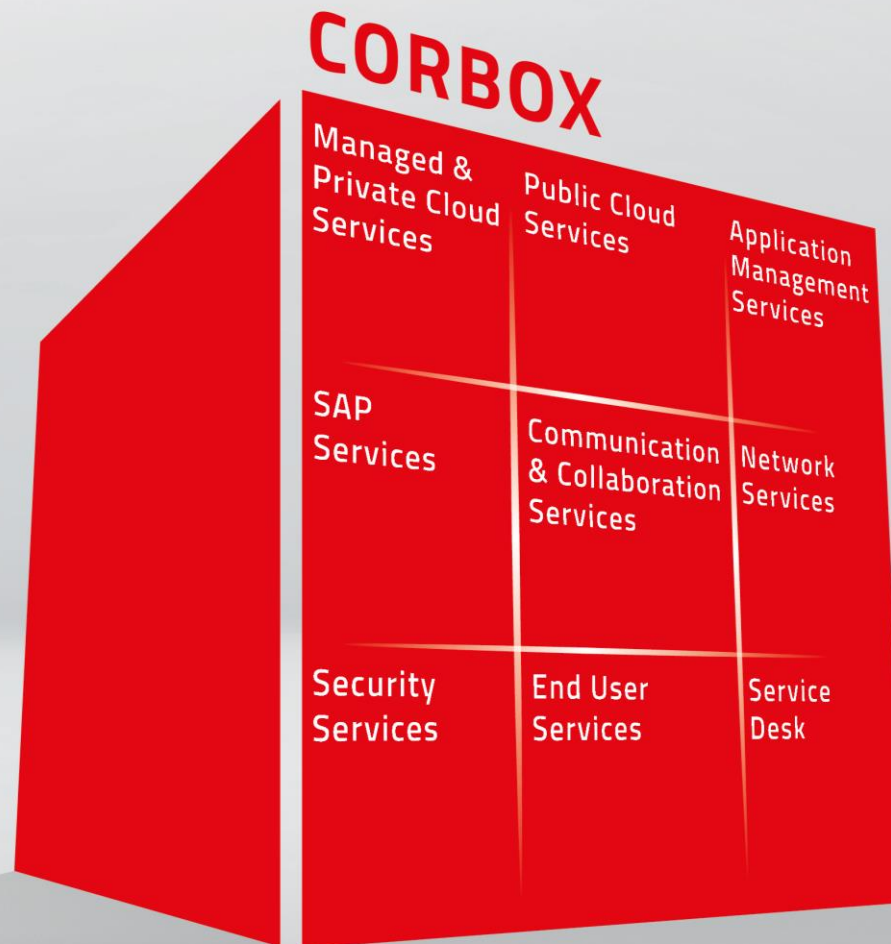 CORBOX
Managed &
Private Cloud
Services
Public Cloud
Services
Application
Management
Services
SAP
Services
Communication
& Collaboration
Services
Network
Services
Security
Services
End User
Services
Service
Desk